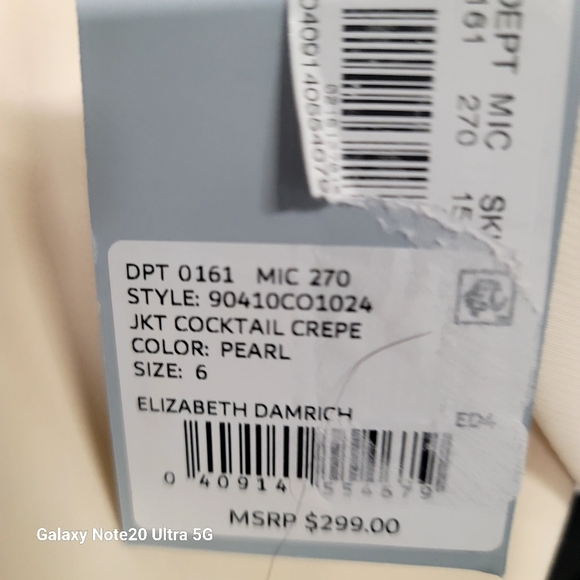 DEPT MIC
161 270
DPT 0161 MIC 270
STYLE: 90410CO1024
JKT COCKTAIL CREPE
COLOR: PEARL
SIZE: 6
ELIZABETH DAMRICH
ED4
0 40914 554679
MSRP $299.00
Galaxy Note20 Ultra 5G